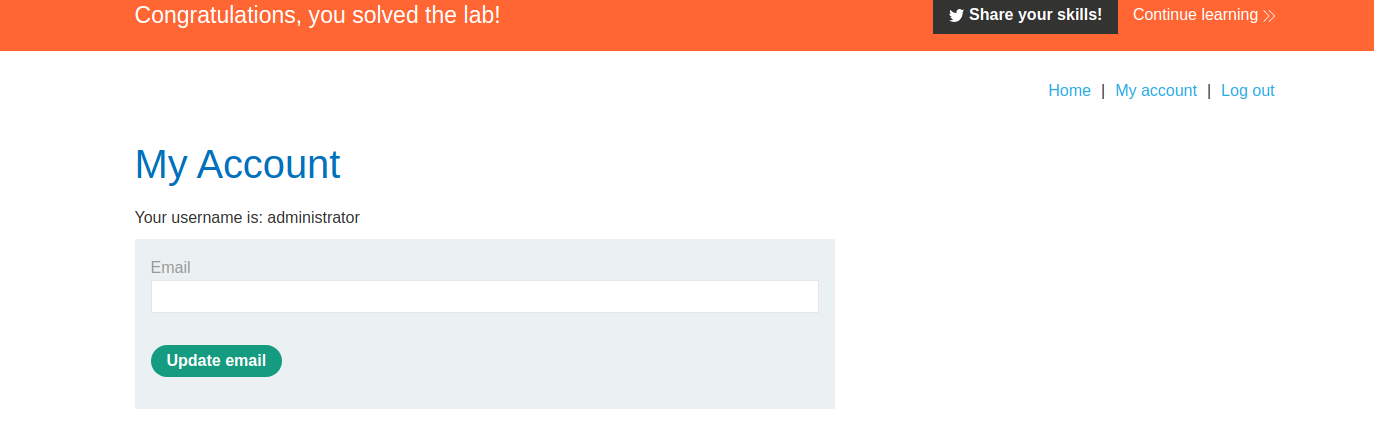 Congratulations, you solved the lab!
Share your skills!
Continue learning
Home | My account | Log out
My Account
Your username is: administrator
Email
Update email